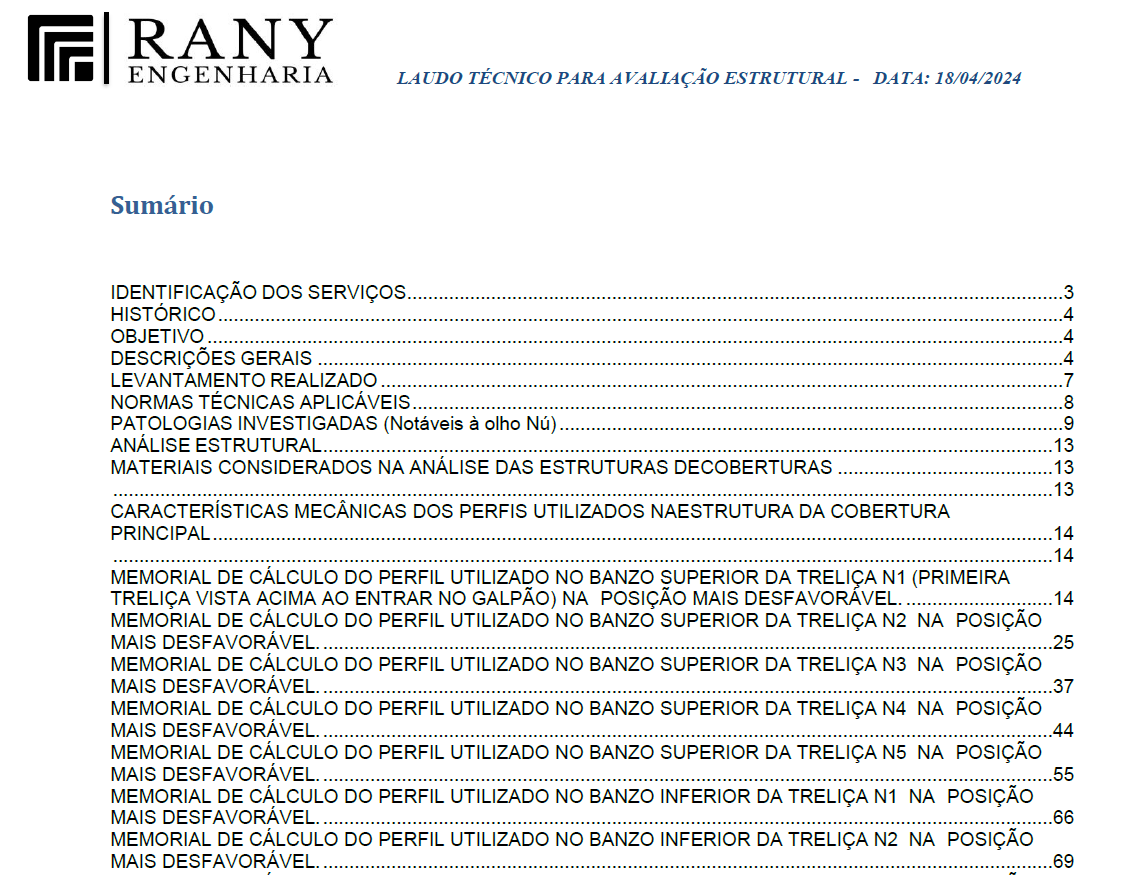 RANY
ENGENHARIA
LAUDO TÉCNICO PARA AVALIAÇÃO ESTRUTURAL - DATA: 18/04/2024
Sumário
IDENTIFICAÇÃO DOS SERVIÇOS..........3
HISTÓRICO..........4
OBJETIVO..........4
DESCRIÇÕES GERAIS..........4
LEVANTAMENTO REALIZADO..........7
NORMAS TÉCNICAS APLICÁVEIS..........8
PATOLOGIAS INVESTIGADAS (Notáveis à olho Nú)..........9
ANÁLISE ESTRUTURAL..........13
MATERIAIS CONSIDERADOS NA ANÁLISE DAS ESTRUTURAS DECOBERTURAS..........13
..........13
CARACTERÍSTICAS MECÂNICAS DOS PERFIS UTILIZADOS NAESTRUTURA DA COBERTURA
PRINCIPAL..........14
..........14
MEMORIAL DE CÁLCULO DO PERFIL UTILIZADO NO BANZO SUPERIOR DA TRELIÇA N1 (PRIMEIRA
TRELIÇA VISTA ACIMA AO ENTRAR NO GALPÃO) NA POSIÇÃO MAIS DESFAVORÁVEL...........14
MEMORIAL DE CÁLCULO DO PERFIL UTILIZADO NO BANZO SUPERIOR DA TRELIÇA N2 NA POSIÇÃO
MAIS DESFAVORÁVEL...........25
MEMORIAL DE CÁLCULO DO PERFIL UTILIZADO NO BANZO SUPERIOR DA TRELIÇA N3 NA POSIÇÃO
MAIS DESFAVORÁVEL...........37
MEMORIAL DE CÁLCULO DO PERFIL UTILIZADO NO BANZO SUPERIOR DA TRELIÇA N4 NA POSIÇÃO
MAIS DESFAVORÁVEL...........44
MEMORIAL DE CÁLCULO DO PERFIL UTILIZADO NO BANZO SUPERIOR DA TRELIÇA N5 NA POSIÇÃO
MAIS DESFAVORÁVEL...........55
MEMORIAL DE CÁLCULO DO PERFIL UTILIZADO NO BANZO INFERIOR DA TRELIÇA N1 NA POSIÇÃO
MAIS DESFAVORÁVEL...........66
MEMORIAL DE CÁLCULO DO PERFIL UTILIZADO NO BANZO INFERIOR DA TRELIÇA N2 NA POSIÇÃO
MAIS DESFAVORÁVEL...........69